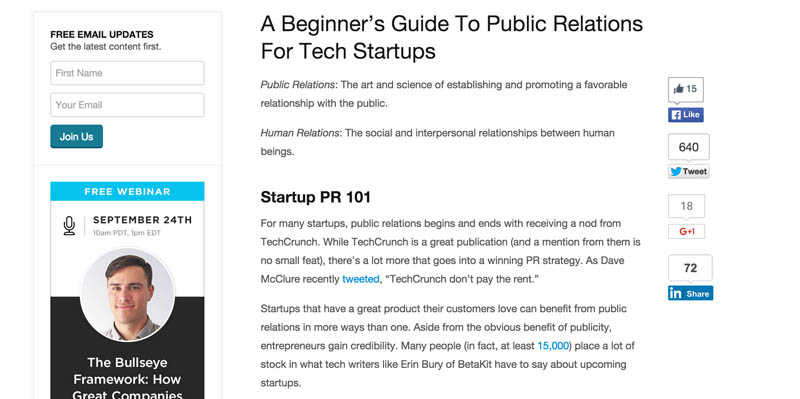 FREE EMAIL UPDATES
Get the latest content first.
First Name
Your Email
Join Us
FREE WEBINAR
SEPTEMBER 24TH
10am PDT, 1pm EDT
The Bullseye
Framework: How
Great Companies
A Beginner’s Guide To Public Relations
For Tech Startups
Public Relations: The art and science of establishing and promoting a favorable
relationship with the public.
Human Relations: The social and interpersonal relationships between human
beings.
Startup PR 101
For many startups, public relations begins and ends with receiving a nod from
TechCrunch. While TechCrunch is a great publication (and a mention from them is
no small feat), there’s a lot more that goes into a winning PR strategy. As Dave
McClure recently tweeted, “TechCrunch don’t pay the rent.”
Startups that have a great product their customers love can benefit from public
relations in more ways than one. Aside from the obvious benefit of publicity,
entrepreneurs gain credibility. Many people (in fact, at least 15,000) place a lot of
stock in what tech writers like Erin Bury of BetaKit have to say about upcoming
startups.
15
Like
640
Tweet
18
G+1
72
in Share